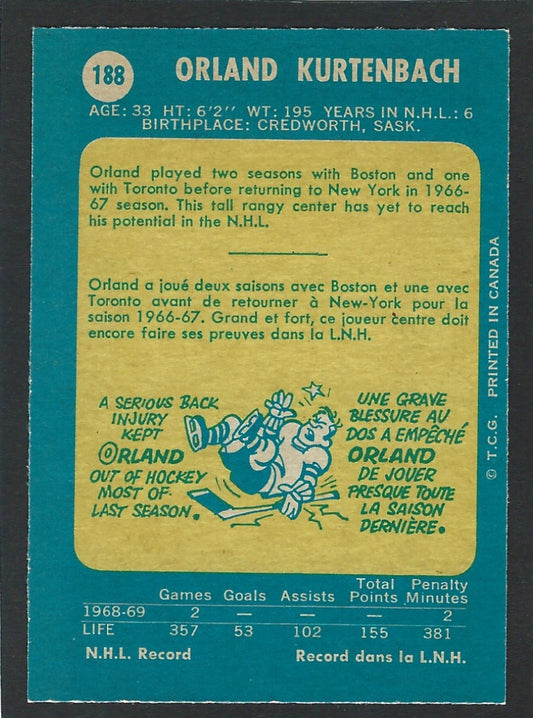 188 ORLAND KURTENBACH
AGE: 33 HT: 6'2'' WT: 195 YEARS IN N.H.L.: 6
BIRTHPLACE: CREDWORTH, SASK.
Orland played two seasons with Boston and one
with Toronto before returning to New York in 1966-
67 season. This tall rangy center has yet to reach
his potential in the N.H.L.
Orland a joué deux saisons avec Boston et une avec
Toronto avant de retourner à New-York pour la
saison 1966-67. Grand et fort, ce joueur centre doit
encore faire ses preuves dans la L.N.H.
A SERIOUS BACK
INJURY
KEPT
ORLAND
OUT OF HOCKEY
MOST OF
LAST SEASON.
UNE GRAVE
BLESSURE AU
DOS A EMPÊCHÉ
ORLAND
DE JOUER
PRESQUE TOUTE
LA SAISON
DERNIÈRE.
© T.C.G. PRINTED IN CANADA
Total Penalty
Games Goals Assists Points Minutes
1968-69 2 — — — 2
LIFE 357 53 102 155 381
N.H.L. Record Record dans la L.N.H.